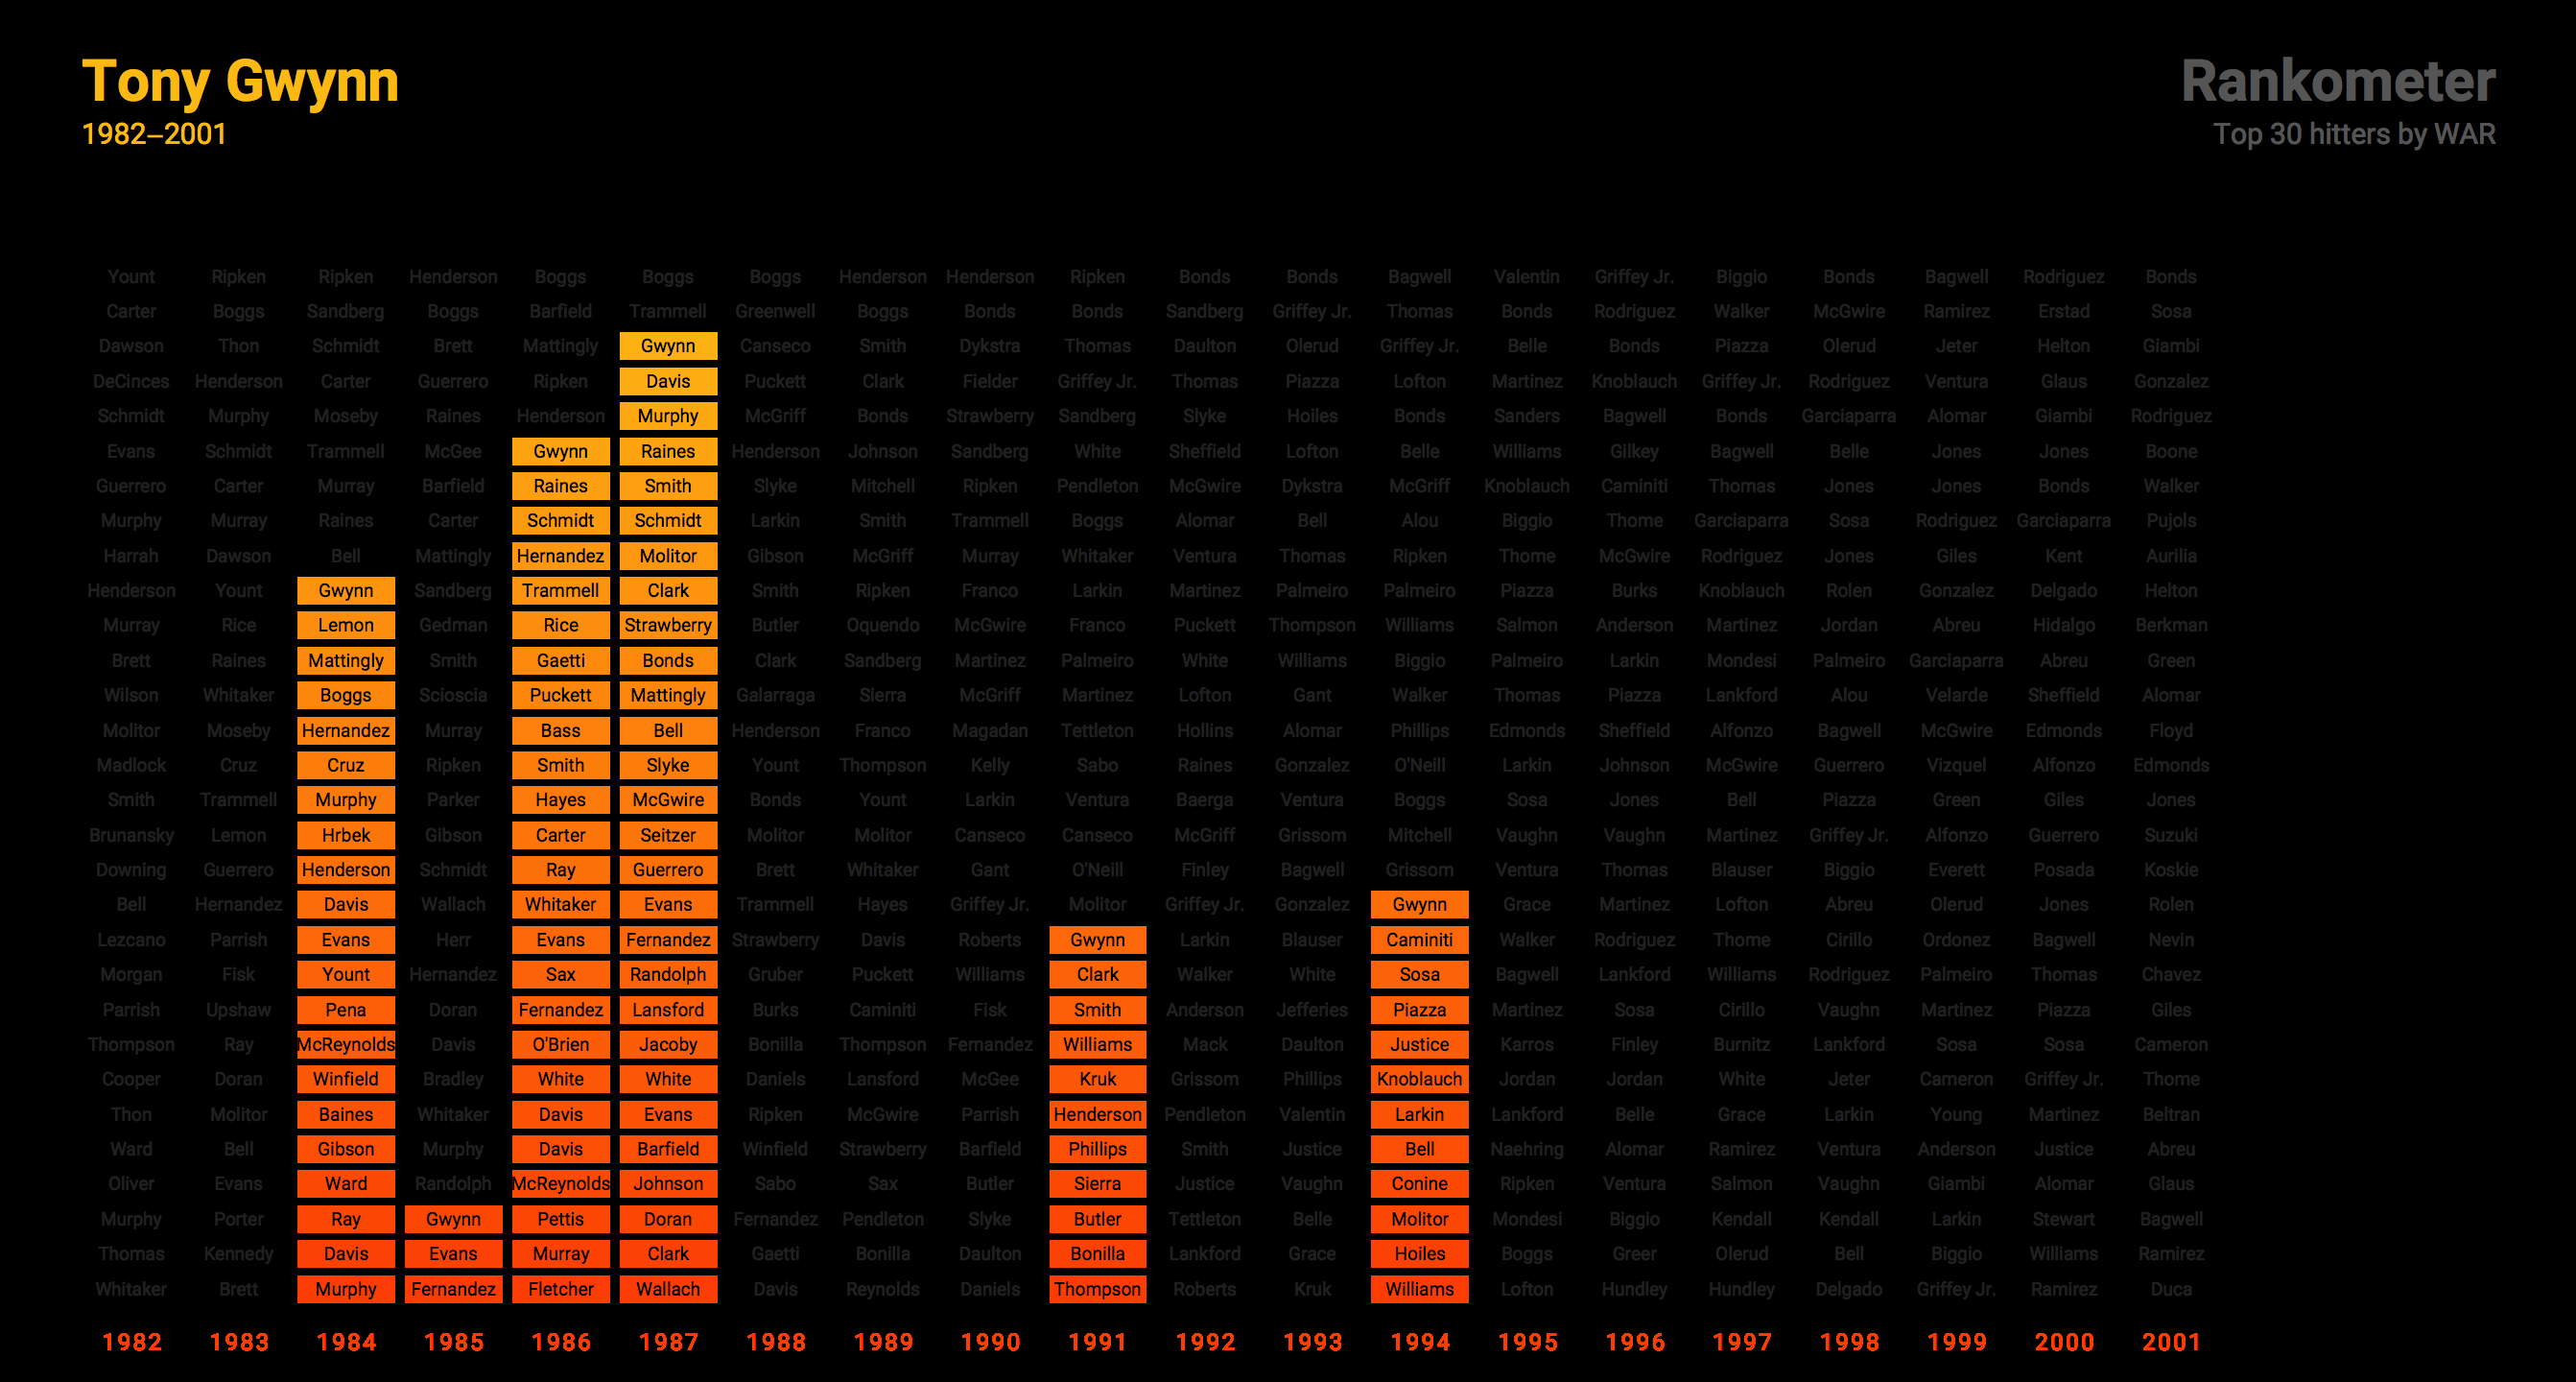 Tony Gwynn
1982–2001
Rankometer
Top 30 hitters by WAR
Yount Ripken Ripken Henderson Boggs Boggs Boggs Henderson Henderson Ripken Bonds Bonds Bagwell Valentin Griffey Jr. Biggio Bonds Bagwell Rodriguez Bonds
Carter Boggs Sandberg Boggs Barfield Trammell Greenwell Boggs Bonds Bonds Sandberg Griffey Jr. Thomas Bonds Rodriguez Walker McGwire Ramirez Erstad Sosa
Dawson Thon Schmidt Brett Mattingly Gwynn Canseco Smith Dykstra Thomas Daulton Olerud Griffey Jr. Belle Bonds Piazza Olerud Jeter Helton Giambi
DeCinces Henderson Carter Guerrero Ripken Davis Puckett Clark Fielder Griffey Jr. Thomas Piazza Lofton Martinez Knoblauch Griffey Jr. Rodriguez Ventura Glaus Gonzalez
Schmidt Murphy Moseby Raines Henderson Murphy McGriff Bonds Strawberry Sandberg Slyke Hoiles Bonds Sanders Bagwell Bonds Garciaparra Alomar Giambi Rodriguez
Evans Schmidt Trammell McGee Gwynn Raines Henderson Johnson Sandberg White Sheffield Lofton Belle Williams Gilkey Bagwell Belle Jones Jones Boone
Guerrero Carter Murray Barfield Raines Smith Slyke Mitchell Ripken Pendleton McGwire Dykstra McGriff Knoblauch Caminiti Thomas Jones Jones Bonds Walker
Murphy Murray Raines Carter Schmidt Schmidt Larkin Smith Trammell Boggs Alomar Bell Alou Biggio Thome Garciaparra Sosa Rodriguez Garciaparra Pujols
Harrah Dawson Bell Mattingly Hernandez Molitor Gibson McGriff Murray Whitaker Ventura Thomas Ripken Thome McGwire Rodriguez Jones Giles Kent Aurilia
Henderson Yount Gwynn Sandberg Trammell Clark Smith Ripken Franco Larkin Martinez Palmeiro Palmeiro Piazza Burks Knoblauch Rolen Gonzalez Delgado Helton
Murray Rice Lemon Gedman Rice Strawberry Butler Oquendo McGwire Franco Puckett Thompson Williams Salmon Anderson Martinez Jordan Abreu Hidalgo Berkman
Brett Raines Mattingly Smith Gaetti Bonds Clark Sandberg Martinez Palmeiro White Williams Biggio Palmeiro Larkin Mondesi Palmeiro Garciaparra Abreu Green
Wilson Whitaker Boggs Scioscia Puckett Mattingly Galarraga Sierra McGriff Martinez Lofton Gant Walker Thomas Piazza Lankford Alou Velarde Sheffield Alomar
Molitor Moseby Hernandez Murray Bass Bell Henderson Franco Magadan Tettleton Hollins Alomar Phillips Edmonds Sheffield Alfonzo Bagwell McGwire Edmonds Floyd
Madlock Cruz Cruz Ripken Smith Slyke Yount Thompson Kelly Sabo Raines Gonzalez O'Neill Larkin Johnson McGwire Guerrero Vizquel Alfonzo Edmonds
Smith Trammell Murphy Parker Hayes McGwire Bonds Yount Larkin Ventura Baerga Ventura Boggs Sosa Jones Bell Piazza Green Giles Jones
Brunansky Lemon Hrbek Gibson Carter Seitzer Molitor Molitor Canseco Canseco McGriff Grissom Mitchell Vaughn Vaughn Martinez Griffey Jr. Alfonzo Guerrero Suzuki
Downing Guerrero Henderson Schmidt Ray Guerrero Brett Whitaker Gant O'Neill Finley Bagwell Grissom Ventura Thomas Blauser Biggio Everett Posada Koskie
Bell Hernandez Davis Wallach Whitaker Evans Trammell Hayes Griffey Jr. Molitor Griffey Jr. Gonzalez Gwynn Grace Martinez Lofton Abreu Olerud Jones Rolen
Lezcano Parrish Evans Herr Evans Fernandez Strawberry Davis Roberts Gwynn Larkin Blauser Caminiti Walker Rodriguez Thome Cirillo Ordonez Bagwell Nevin
Morgan Fisk Yount Hernandez Sax Randolph Gruber Puckett Williams Clark Walker White Sosa Bagwell Lankford Williams Rodriguez Palmeiro Thomas Chavez
Parrish Upshaw Pena Doran Fernandez Lansford Burks Caminiti Fisk Smith Anderson Jefferies Piazza Martinez Sosa Cirillo Vaughn Martinez Piazza Giles
Thompson Ray McReynolds Davis O'Brien Jacoby Bonilla Thompson Fernandez Williams Mack Daulton Justice Karros Finley Burnitz Lankford Sosa Sosa Cameron
Cooper Doran Winfield Bradley White White Daniels Lansford McGee Kruk Grissom Phillips Knoblauch Jordan Jordan White Jeter Cameron Griffey Jr. Thome
Thon Molitor Baines Whitaker Davis Evans Ripken McGwire Parrish Henderson Pendleton Valentin Larkin Lankford Belle Grace Larkin Young Martinez Beltran
Ward Bell Gibson Murphy Davis Barfield Winfield Strawberry Barfield Phillips Smith Justice Bell Naehring Alomar Ramirez Ventura Anderson Justice Abreu
Oliver Evans Ward Randolph McReynolds Johnson Sabo Sax Butler Sierra Justice Vaughn Conine Ripken Ventura Salmon Vaughn Giambi Alomar Glaus
Murphy Porter Ray Gwynn Pettis Doran Fernandez Pendleton Slyke Butler Tettleton Belle Molitor Mondesi Biggio Kendall Kendall Larkin Stewart Bagwell
Thomas Kennedy Davis Evans Murray Clark Gaetti Bonilla Daulton Bonilla Lankford Grace Hoiles Boggs Greer Olerud Bell Biggio Williams Ramirez
Whitaker Brett Murphy Fernandez Fletcher Wallach Davis Reynolds Daniels Thompson Roberts Kruk Williams Lofton Hundley Hundley Delgado Griffey Jr. Ramirez Duca
1982 1983 1984 1985 1986 1987 1988 1989 1990 1991 1992 1993 1994 1995 1996 1997 1998 1999 2000 2001